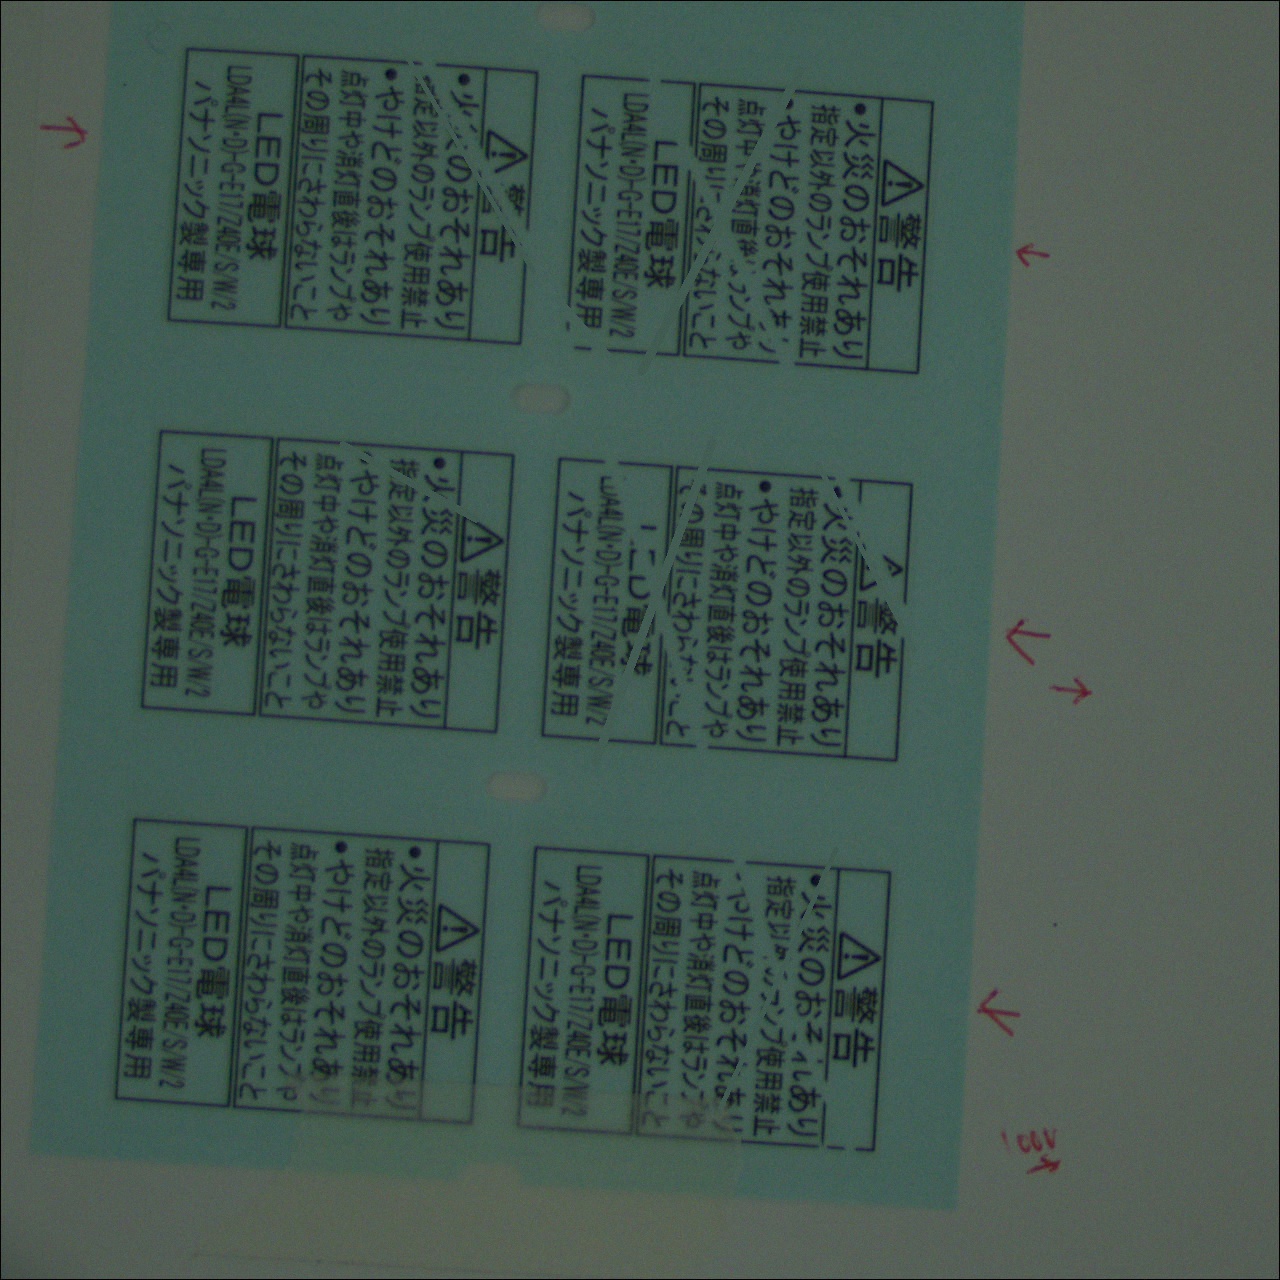 ⚠警告
●火災のおそれあり
指定以外のランプ使用禁止
●やけどのおそれあり
点灯中や消灯直後はランプや
その周りにさわらないこと
LED電球
LDA4L(N・D)-G-E17/Z40E/S/W/2
パナソニック製専用
⚠警告
●火災のおそれあり
指定以外のランプ使用禁止
やけどのおそれ
点灯中 消灯直後 ランプや
その周り ないこと
LED電球
LDA4L(N・D)-G-E17/Z40E/S/W/2
パナソニック製専用
⚠警告
●火災のおそれあり
指定以外のランプ使用禁止
やけどのおそれあり
点灯中や消灯直後はランプや
その周りにさわらないこと
LED電球
LDA4L(N・D)-G-E17/Z40E/S/W/2
パナソニック製専用
⚠警告
●火災のおそれあり
指定以外のランプ使用禁止
●やけどのおそれあり
点灯中や消灯直後はランプや
の周りにさわらないこと
電球
DA4L(N・D)-G-E17/Z40E/S/W/2
パナソニック製専用
⚠警告
●火災のおそれあり
指定以外のランプ使用禁止
●やけどのおそれあり
点灯中や消灯直後はランプや
その周りにさわらないこと
LED電球
LDA4L(N・D)-G-E17/Z40E/S/W/2
パナソニック製専用
⚠警告
●火災のおそれあり
指定以外 ンプ使用禁止
やけどのおそれあり
点灯中や消灯直後はランプや
その周りにさわらないこと
LED電球
LDA4L(N・D)-G-E17/Z40E/S/W/2
パナソニック製専用